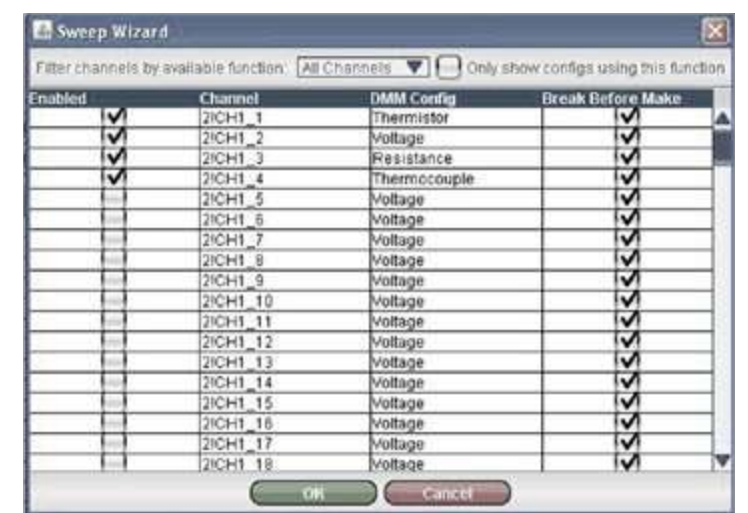 Sweep Wizard
Filter channels by available function: All Channels Only show configs using this function
Enabled Channel DMM Config Break Before Make
2!CH1_1 Thermistor
2!CH1_2 Voltage
2!CH1_3 Resistance
2!CH1_4 Thermocouple
2!CH1_5 Voltage
2!CH1_6 Voltage
2!CH1_7 Voltage
2!CH1_8 Voltage
2!CH1_9 Voltage
2!CH1_10 Voltage
2!CH1_11 Voltage
2!CH1_12 Voltage
2!CH1_13 Voltage
2!CH1_14 Voltage
2!CH1_15 Voltage
2!CH1_16 Voltage
2!CH1_17 Voltage
2!CH1_18 Voltage
OK Cancel